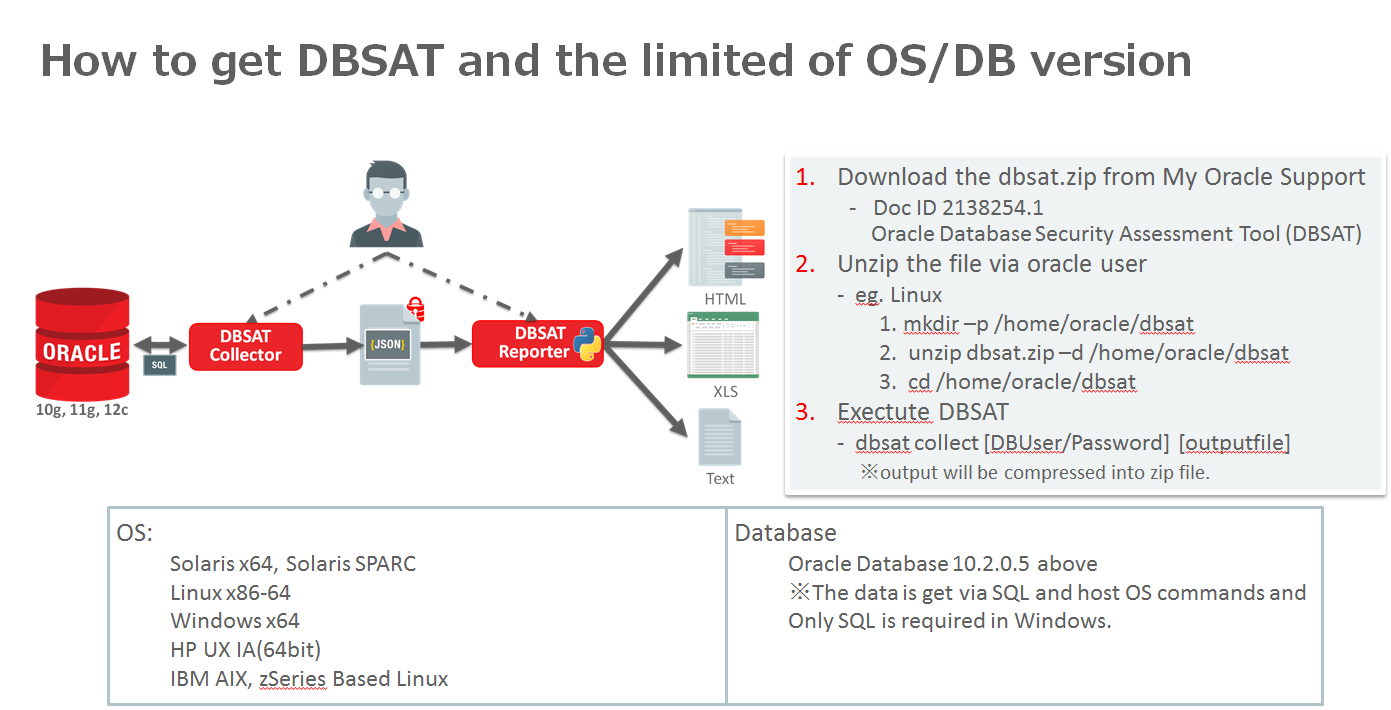 How to get DBSAT and the limited of OS/DB version
ORACLE
10g, 11g, 12c
SQL
DBSAT
Collector
{JSON}
DBSAT
Reporter
HTML
XLS
Text
1. Download the dbsat.zip from My Oracle Support
- Doc ID 2138254.1
Oracle Database Security Assessment Tool (DBSAT)
2. Unzip the file via oracle user
- eg. Linux
1. mkdir –p /home/oracle/dbsat
2. unzip dbsat.zip –d /home/oracle/dbsat
3. cd /home/oracle/dbsat
3. Exectute DBSAT
- dbsat collect [DBUser/Password] [outputfile]
※output will be compressed into zip file.
OS:
Solaris x64, Solaris SPARC
Linux x86-64
Windows x64
HP UX IA(64bit)
IBM AIX, zSeries Based Linux
Database
Oracle Database 10.2.0.5 above
※The data is get via SQL and host OS commands and
Only SQL is required in Windows.